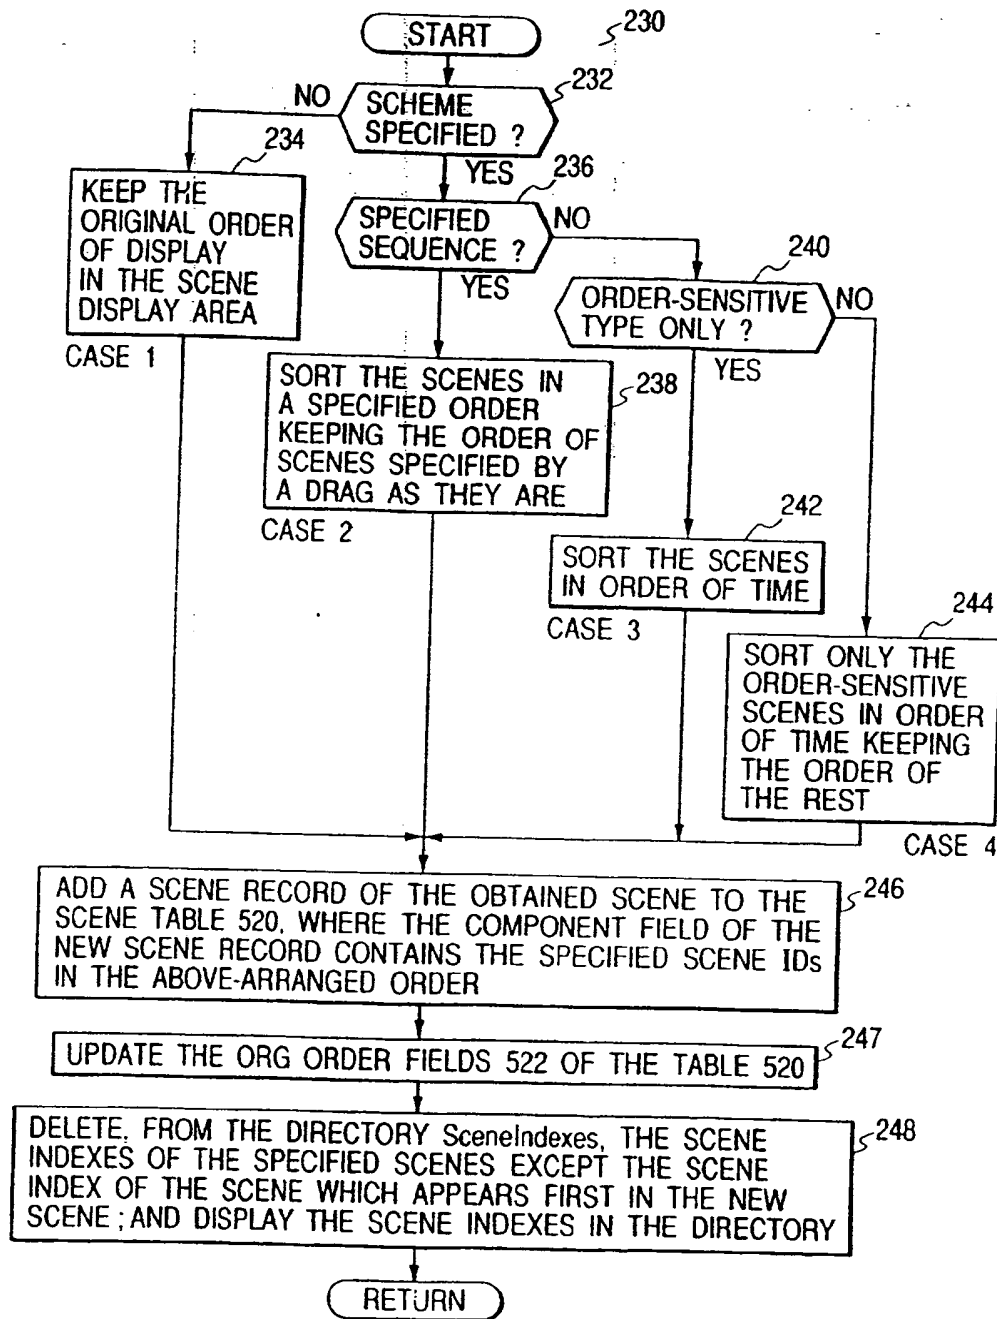 START
230
232
NO
SCHEME
SPECIFIED ?
234
YES
236
KEEP THE
ORIGINAL ORDER
OF DISPLAY
IN THE SCENE
DISPLAY AREA
CASE 1
SPECIFIED
SEQUENCE ?
NO
YES
240
ORDER-SENSITIVE
TYPE ONLY ?
NO
YES
238
SORT THE SCENES IN
A SPECIFIED ORDER
KEEPING THE ORDER OF
SCENES SPECIFIED BY
A DRAG AS THEY ARE
CASE 2
242
SORT THE SCENES
IN ORDER OF TIME
CASE 3
244
SORT ONLY THE
ORDER-SENSITIVE
SCENES IN ORDER
OF TIME KEEPING
THE ORDER OF
THE REST
CASE 4
246
ADD A SCENE RECORD OF THE OBTAINED SCENE TO THE
SCENE TABLE 520, WHERE THE COMPONENT FIELD OF THE
NEW SCENE RECORD CONTAINS THE SPECIFIED SCENE IDs
IN THE ABOVE-ARRANGED ORDER
247
UPDATE THE ORG ORDER FIELDS 522 OF THE TABLE 520
248
DELETE, FROM THE DIRECTORY SceneIndexes, THE SCENE
INDEXES OF THE SPECIFIED SCENES EXCEPT THE SCENE
INDEX OF THE SCENE WHICH APPEARS FIRST IN THE NEW
SCENE ; AND DISPLAY THE SCENE INDEXES IN THE DIRECTORY
RETURN